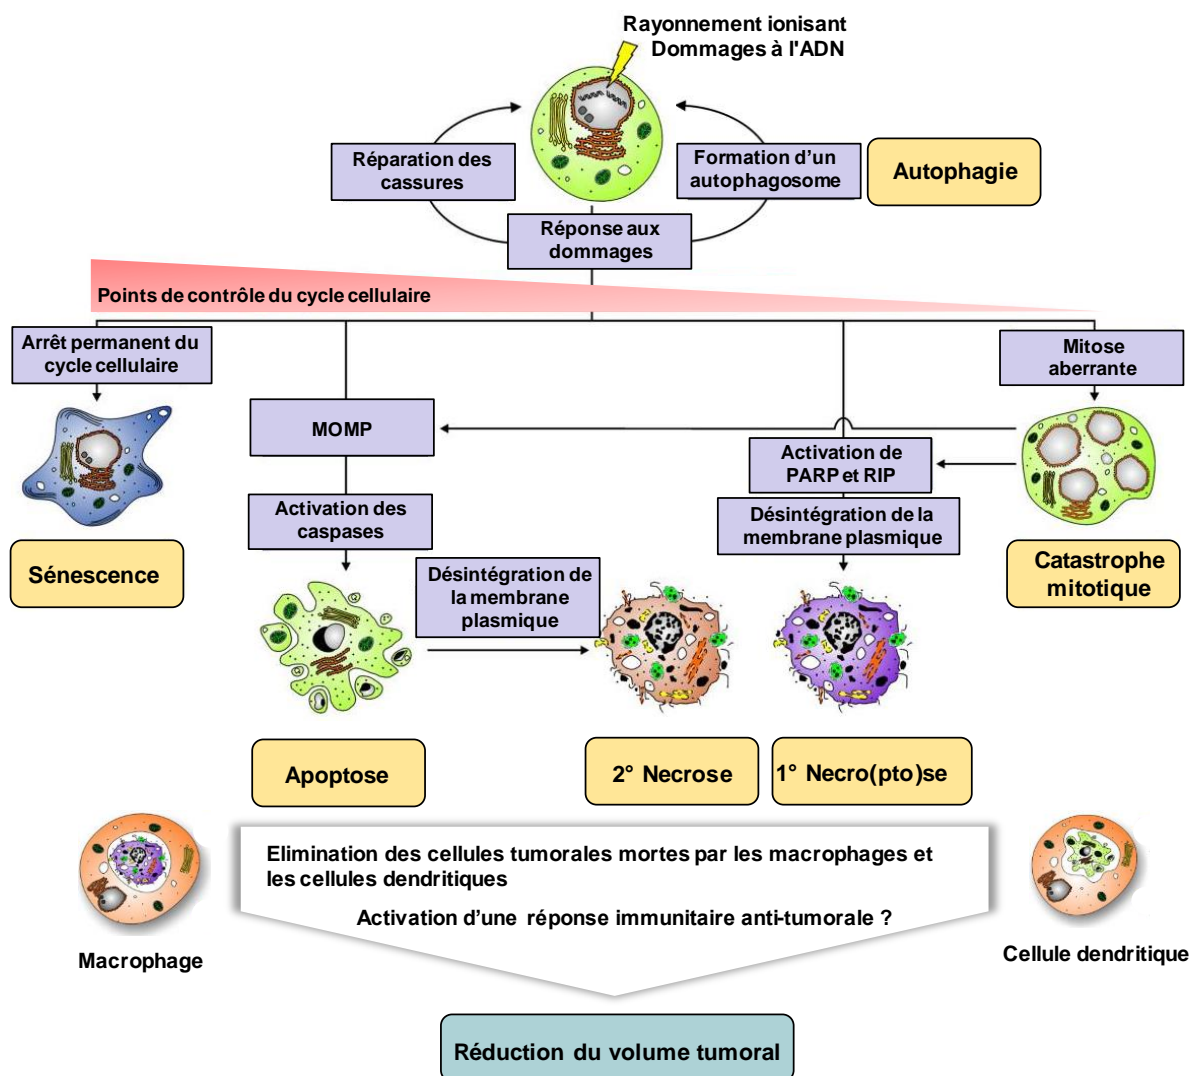 Rayonnement ionisant
Dommages à l'ADN
Réparation des
cassures
Formation d'un
autophagosome
Autophagie
Réponse aux
dommages
Points de contrôle du cycle cellulaire
Arrêt permanent du
cycle cellulaire
Mitose
aberrante
MOMP
Activation de
PARP et RIP
Activation des
caspases
Désintégration de la
membrane plasmique
Sénescence
Catastrophe
mitotique
Désintégration de
la membrane
plasmique
Apoptose
2° Necrose
1° Necro(pto)se
Elimination des cellules tumorales mortes par les macrophages et
les cellules dendritiques
Activation d'une réponse immunitaire anti-tumorale ?
Macrophage
Cellule dendritique
Réduction du volume tumoral